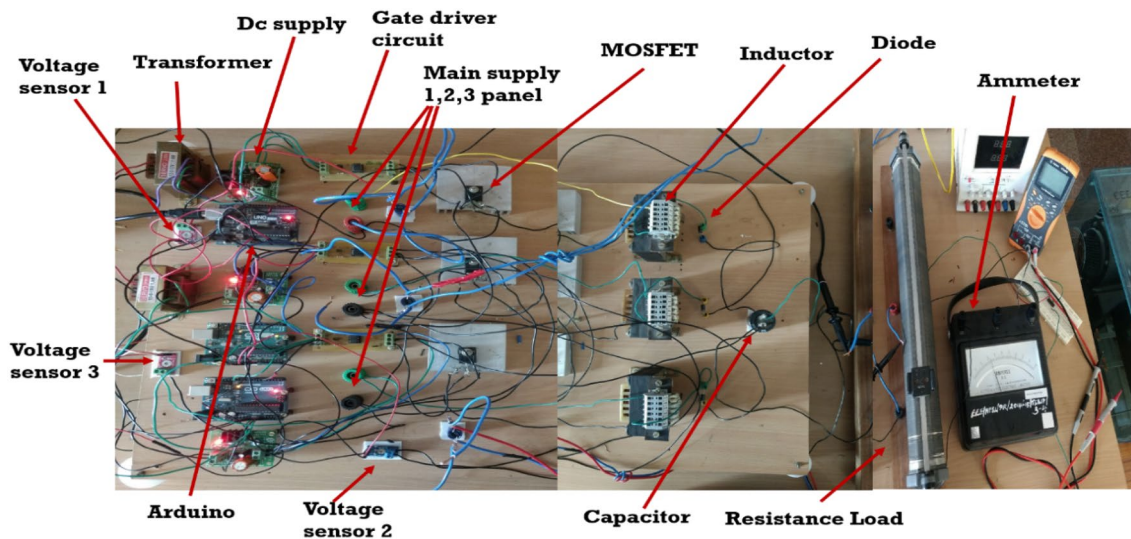 Dc supply
Gate driver
circuit
MOSFET
Inductor
Diode
Voltage
sensor 1
Transformer
Main supply
1,2,3 panel
Ammeter
UNO
Voltage
sensor 3
Arduino
Voltage
sensor 2
Capacitor
Resistance Load